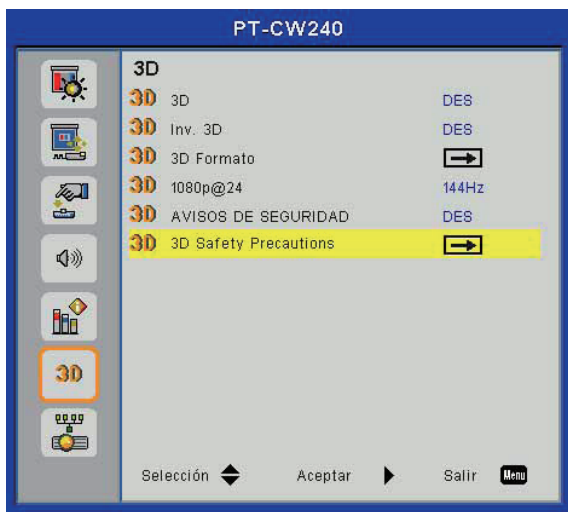 PT-CW240
3D
3D 3D DES
3D Inv. 3D DES
3D 3D Formato
3D 1080p@24 144Hz
3D AVISOS DE SEGURIDAD DES
3D 3D Safety Precautions
3D
Selección Aceptar Salir Menu